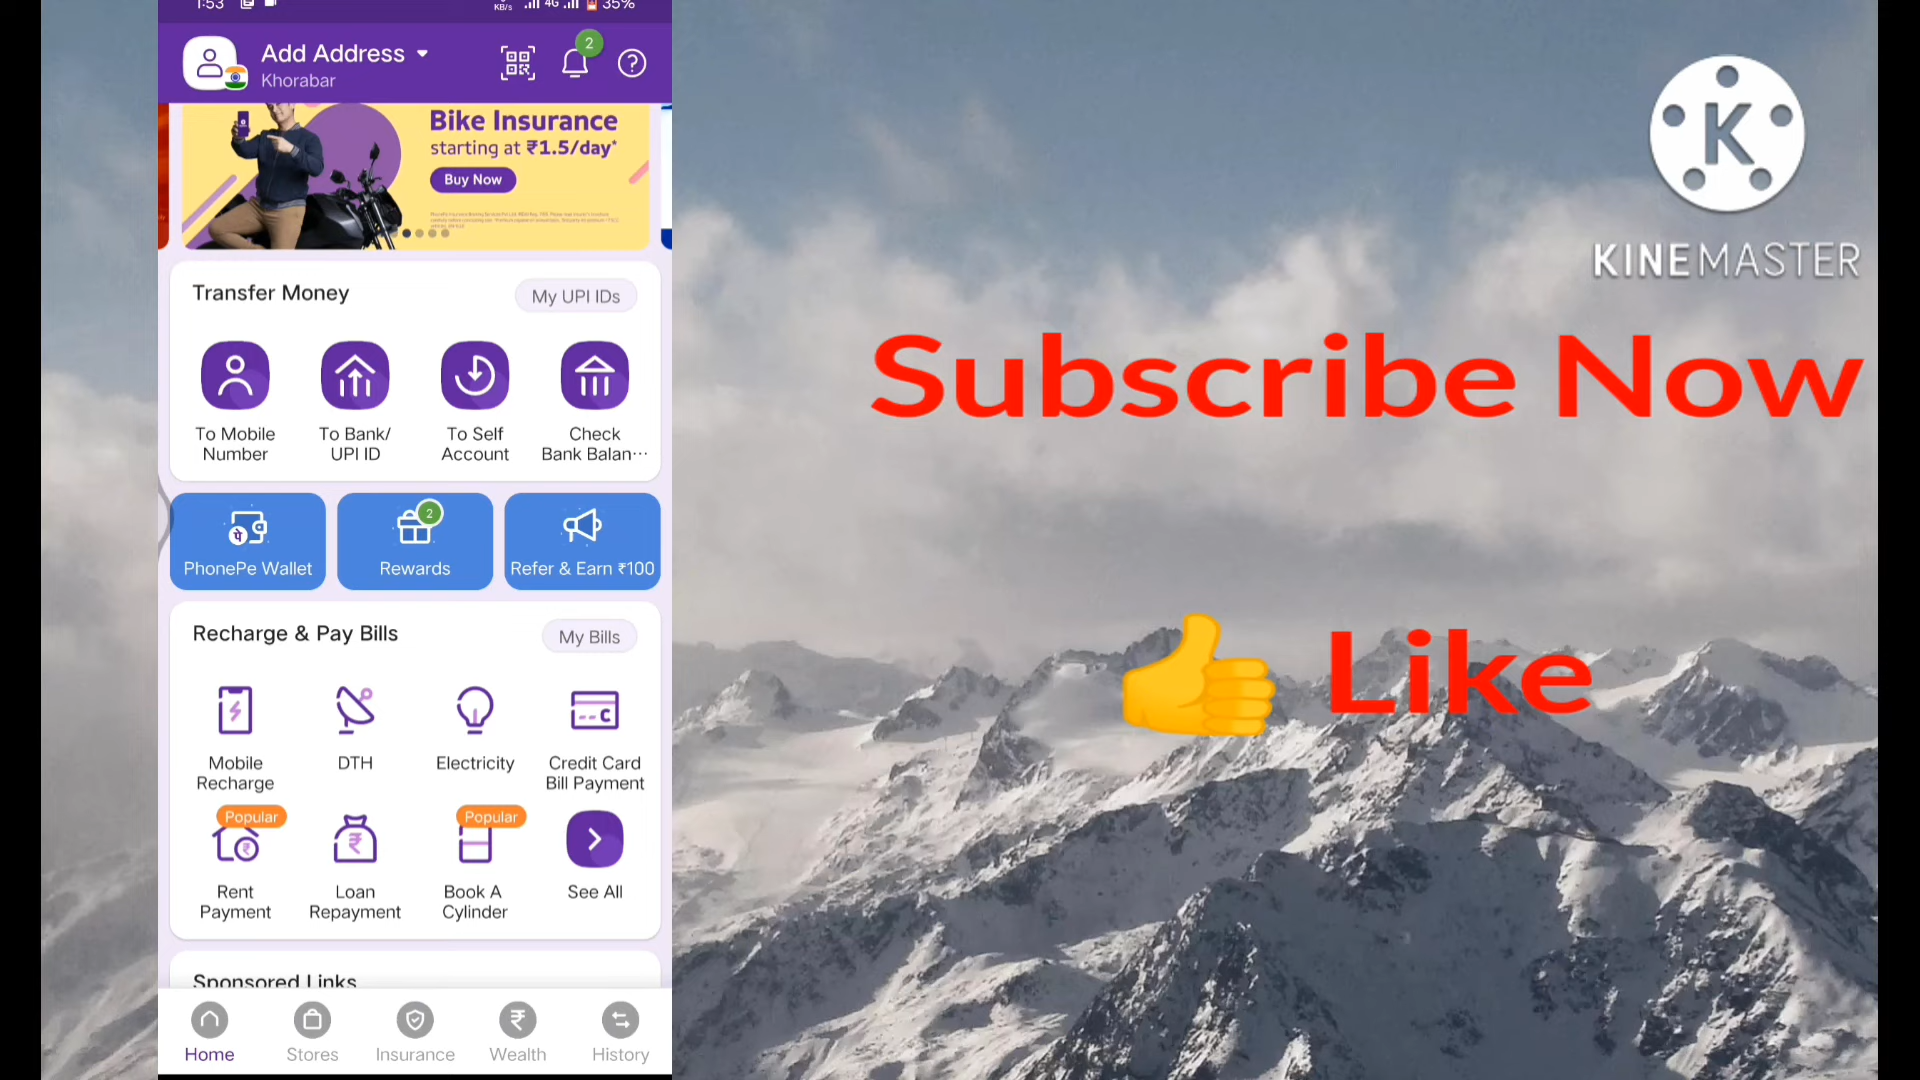 1:53
KB/s 4G 35%
Add Address
Khorabar
2
Bike Insurance
starting at ₹1.5/day*
Buy Now
Transfer Money
My UPI IDs
To Mobile
Number
To Bank/
UPI ID
To Self
Account
Check
Bank Balan...
पे
PhonePe Wallet
2
Rewards
Refer & Earn ₹100
Recharge & Pay Bills
My Bills
Mobile
Recharge
DTH
Electricity
Credit Card
Bill Payment
Popular
Rent
Payment
Loan
Repayment
Popular
Book A
Cylinder
See All
Sponsored Links
Home
Stores
Insurance
Wealth
History
K
KINEMASTER
Subscribe Now
Like